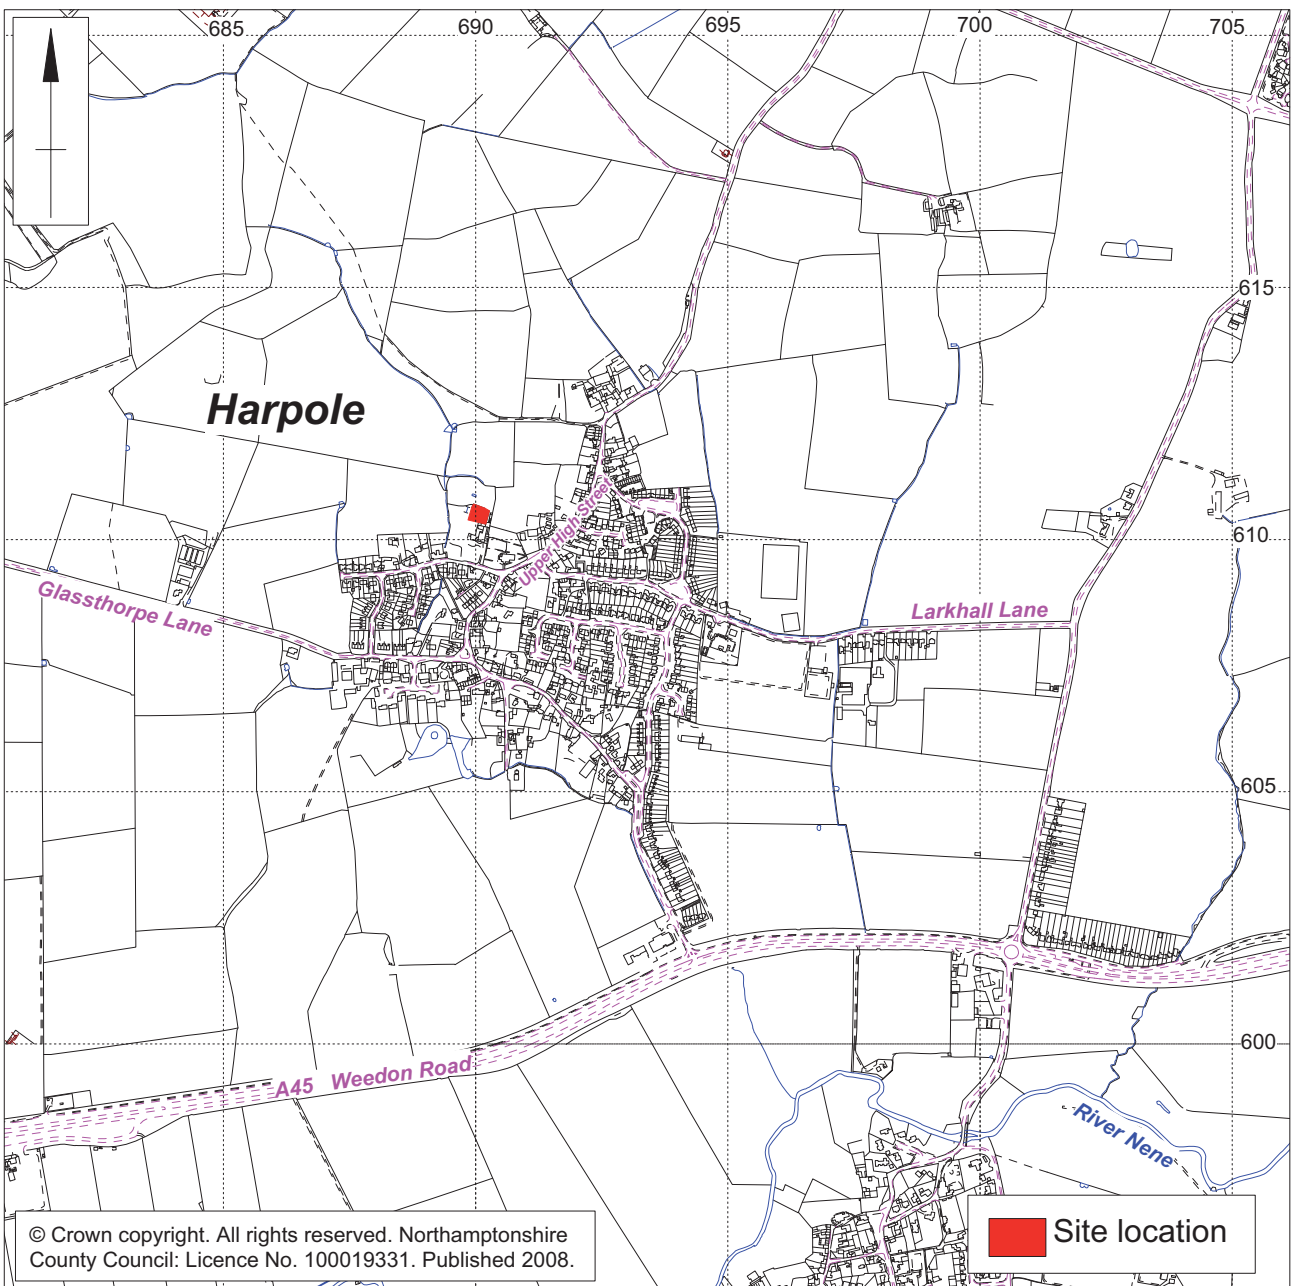 685
690
695
700
705
615
Harpole
Upper High Street
610
Glassthorpe Lane
Larkhall Lane
605
600
A45 Weedon Road
River Nene
© Crown copyright. All rights reserved. Northamptonshire
County Council: Licence No. 100019331. Published 2008.
Site location